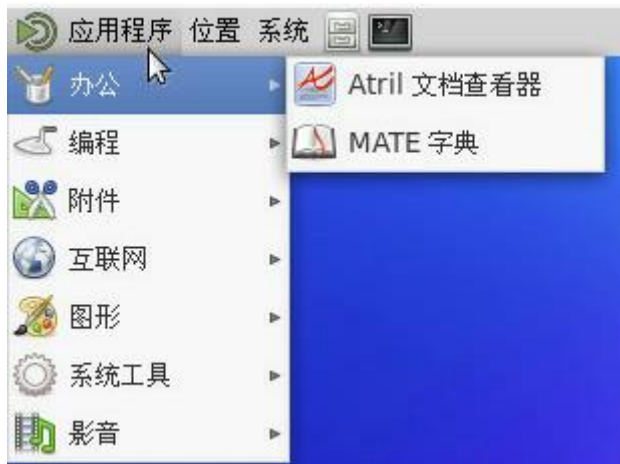 应用程序 位置 系统
办公
Atril 文档查看器
编程
MATE 字典
附件
互联网
图形
系统工具
影音